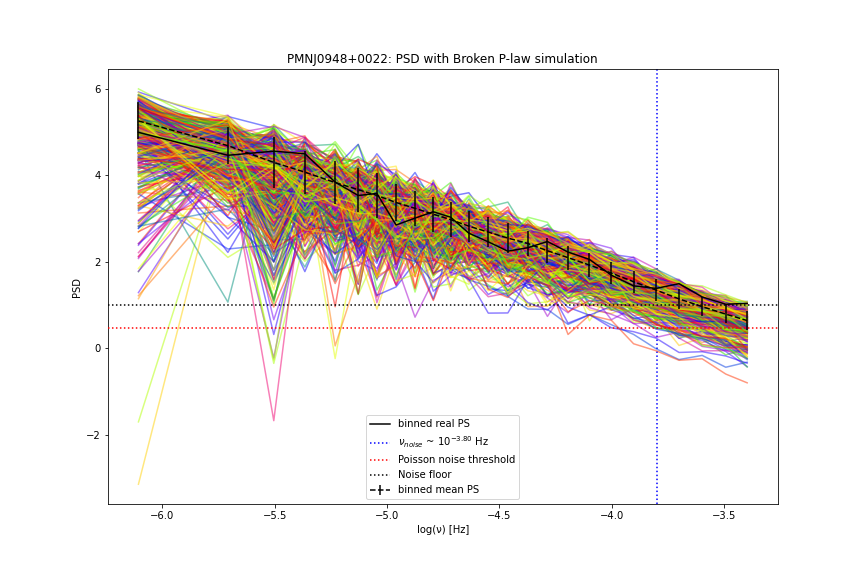 PMNJ0948+0022: PSD with Broken P-law simulation
6
4
2
0
−2
PSD
binned real PS
ν_noise ~ 10^−3.80 Hz
Poisson noise threshold
Noise floor
binned mean PS
−6.0 −5.5 −5.0 −4.5 −4.0 −3.5
log(ν) [Hz]